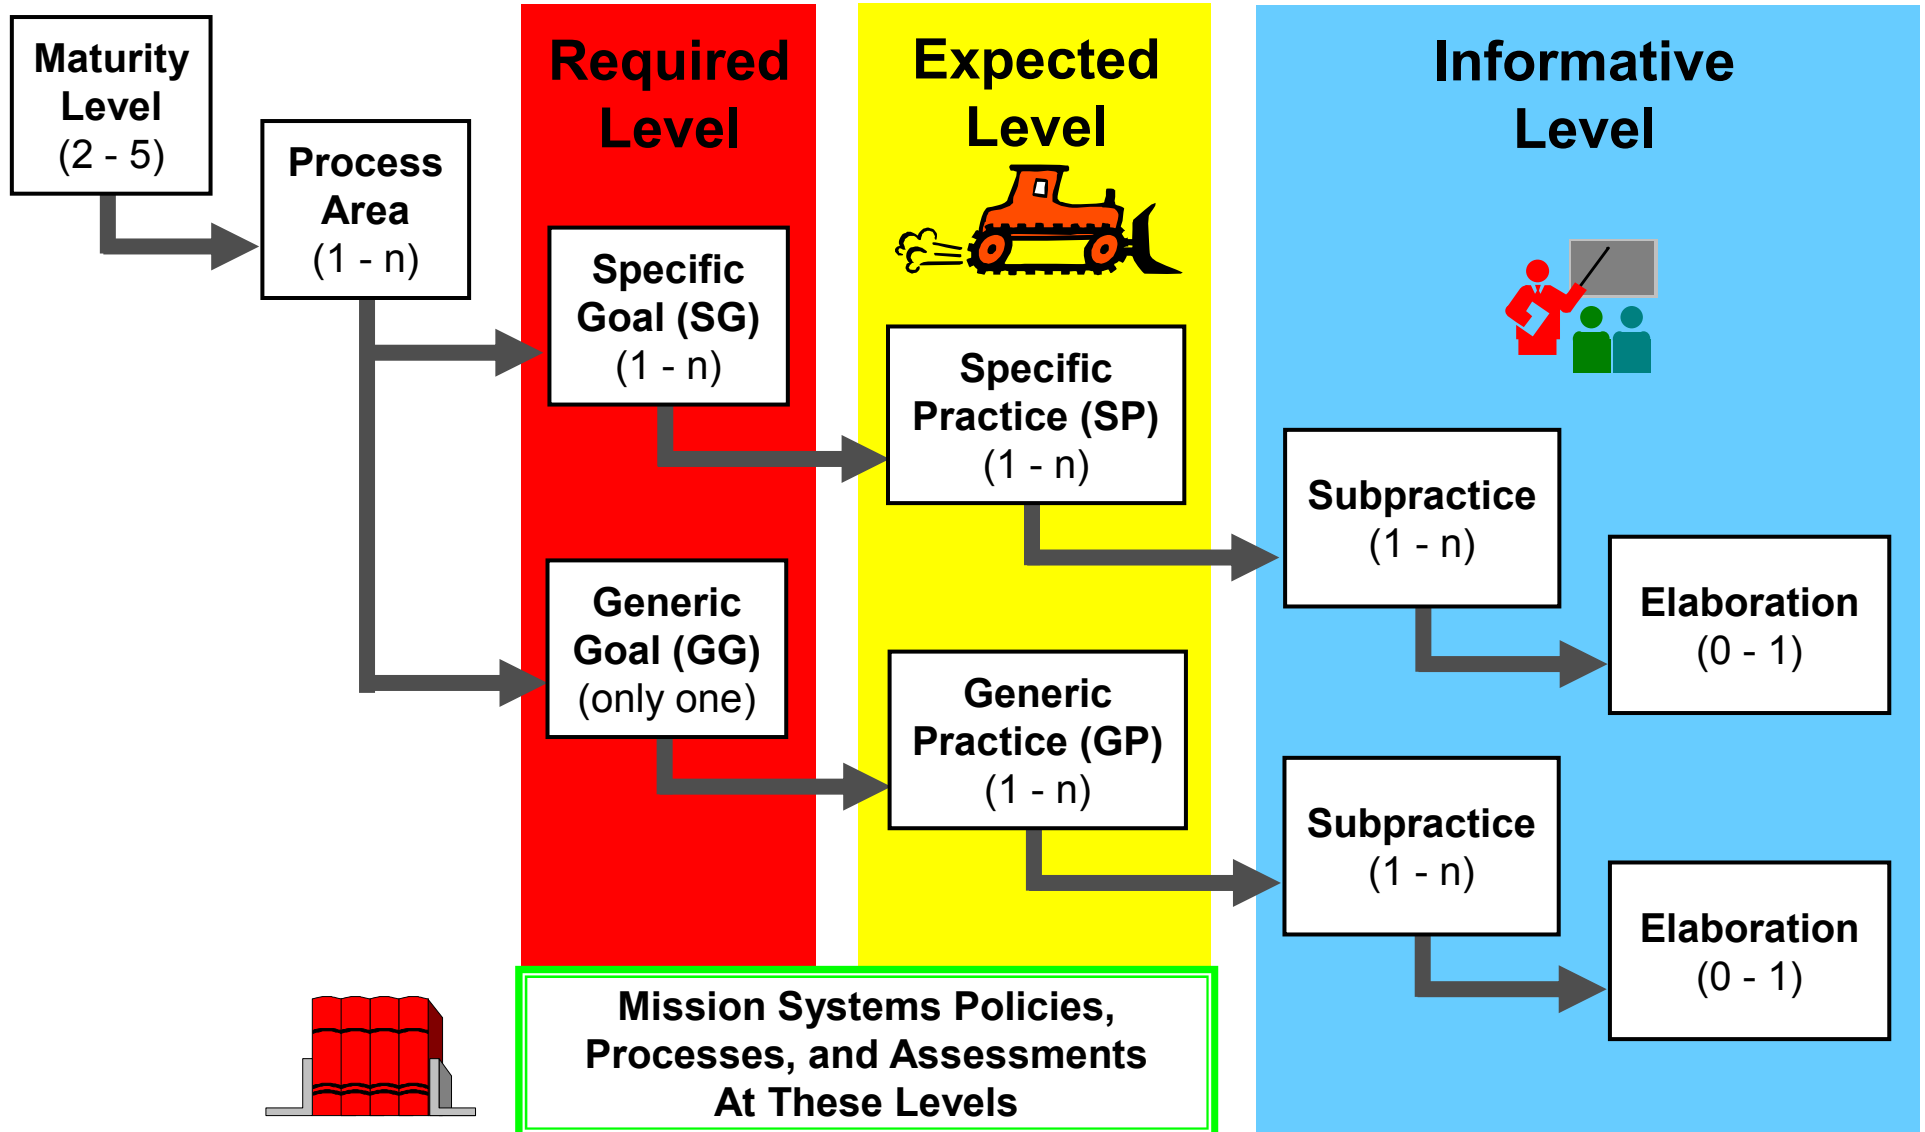 Maturity
Level
(2 - 5)
Process
Area
(1 - n)
Required
Level
Specific
Goal (SG)
(1 - n)
Generic
Goal (GG)
(only one)
Expected
Level
Specific
Practice (SP)
(1 - n)
Generic
Practice (GP)
(1 - n)
Informative
Level
Subpractice
(1 - n)
Elaboration
(0 - 1)
Subpractice
(1 - n)
Elaboration
(0 - 1)
Mission Systems Policies,
Processes, and Assessments
At These Levels